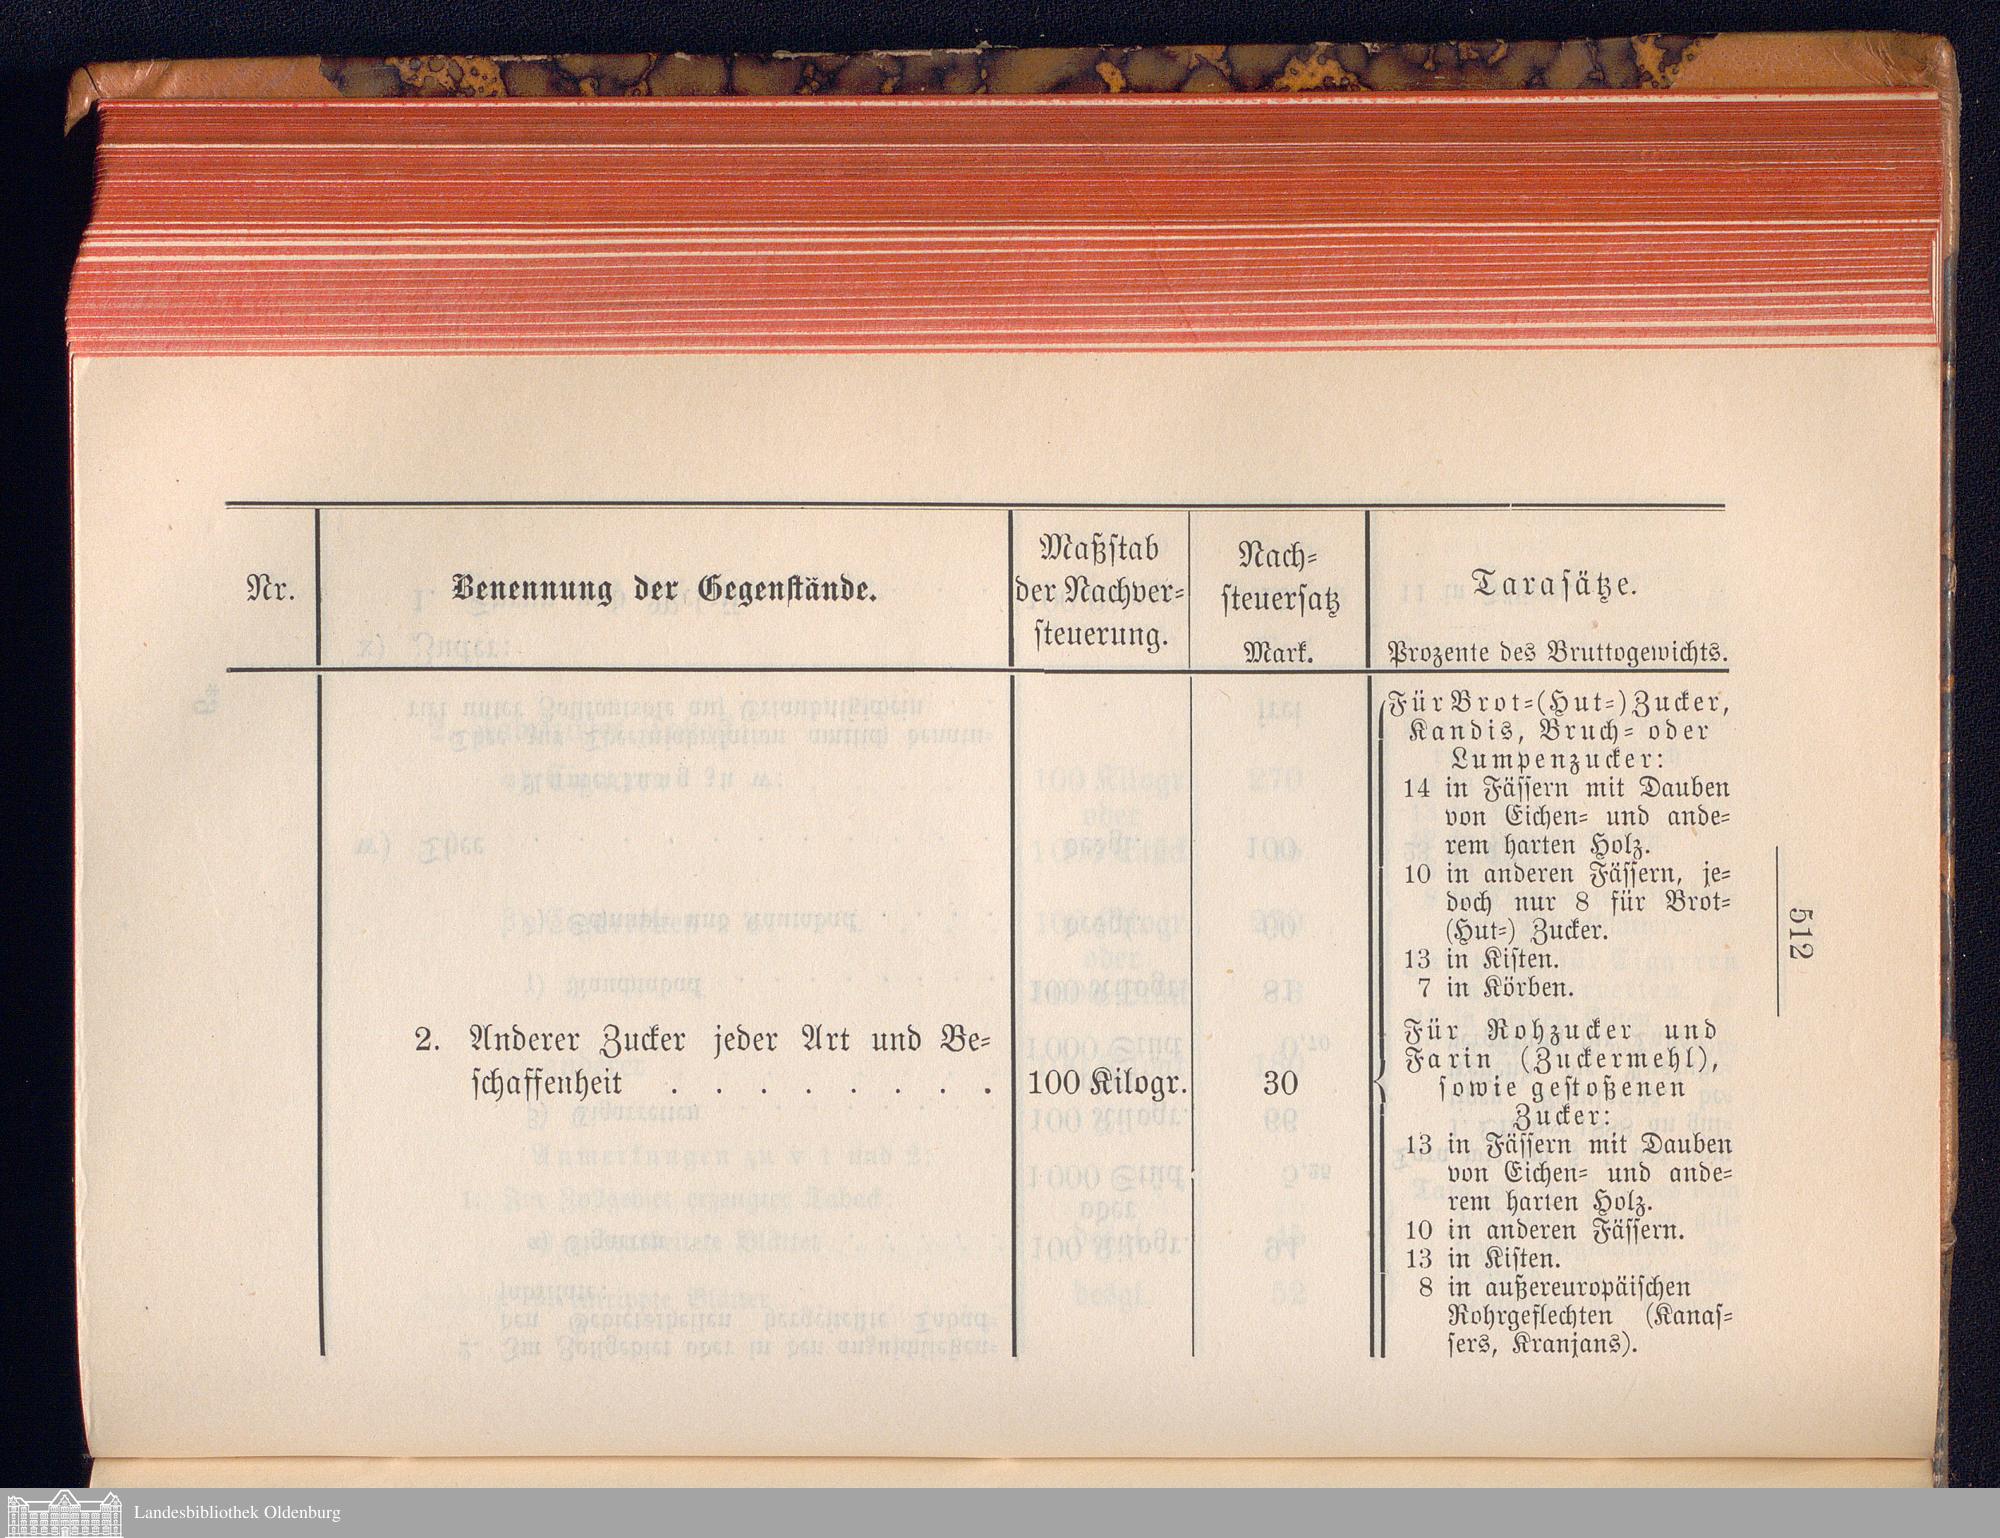 Nr.
Benennung der Gegenstände.
Maßstab
der Nachver-
steuerung.
Nach-
steuersatz
Mark.
Tarasätze.
Prozente des Bruttogewichts.
2. Anderer Zucker jeder Art und Be-
schaffenheit . . . . . . . . . 100 Kilogr. 30
Für Brot-(Hut-)Zucker,
Kandis, Bruch- oder
Lumpenzucker:
14 in Fässern mit Dauben
von Eichen- und ande-
rem harten Holz.
10 in anderen Fässern, je-
doch nur 8 für Brot-
(Hut-) Zucker.
13 in Kisten.
7 in Körben.
Für Rohzucker und
Farin (Zuckermehl),
sowie gestoßenen
Zucker:
13 in Fässern mit Dauben
von Eichen- und ande-
rem harten Holz.
10 in anderen Fässern.
13 in Kisten.
8 in außereuropäischen
Rohrgeflechten (Kanas-
sers, Kranjans).
512
Landesbibliothek Oldenburg